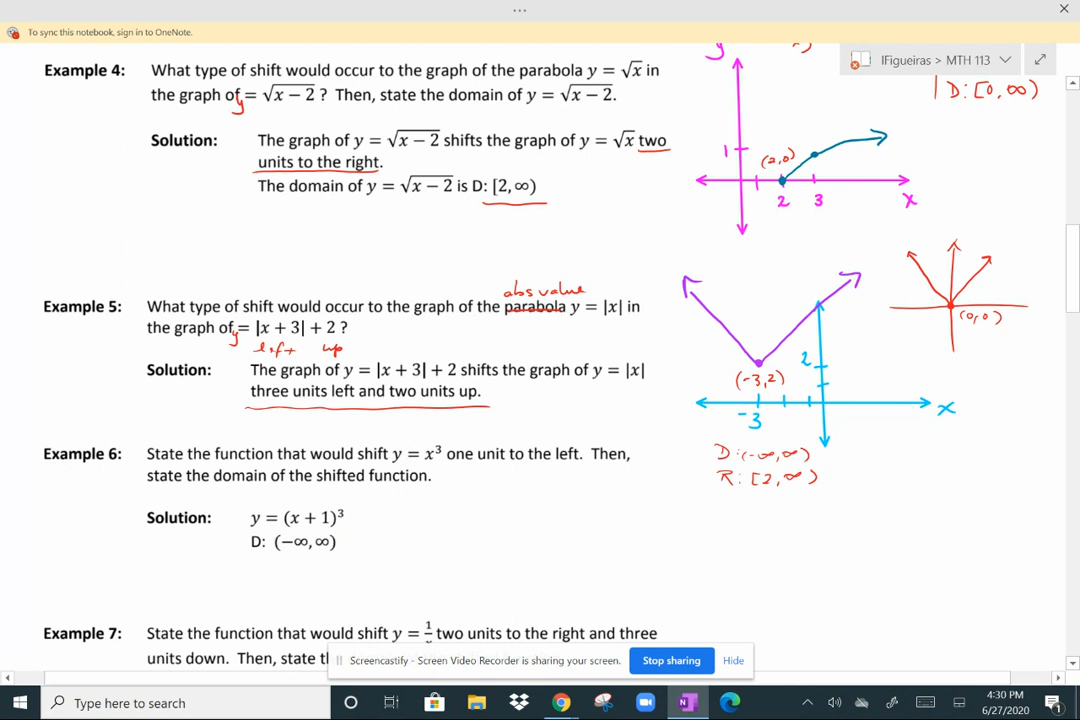 To sync this notebook, sign in to OneNote.
IFigueiras > MTH 113
Example 4: What type of shift would occur to the graph of the parabola y = √x in
the graph of y = √x − 2 ? Then, state the domain of y = √x − 2.
Solution: The graph of y = √x − 2 shifts the graph of y = √x two
units to the right.
The domain of y = √x − 2 is D: [2, ∞)
y
D: [0, ∞)
1
(2,0)
2 3 x
abs value
Example 5: What type of shift would occur to the graph of the parabola y = |x| in
the graph of y = |x + 3| + 2 ?
left up
Solution: The graph of y = |x + 3| + 2 shifts the graph of y = |x|
three units left and two units up.
(0,0)
2
(-3,2)
-3 x
D: (-∞,∞)
R: [2,∞)
Example 6: State the function that would shift y = x³ one unit to the left. Then,
state the domain of the shifted function.
Solution: y = (x + 1)³
D: (−∞, ∞)
Example 7: State the function that would shift y = 1/x two units to the right and three
units down. Then, state t
Screencastify - Screen Video Recorder is sharing your screen.
Stop sharing
Hide
Type here to search
4:30 PM
6/27/2020
1